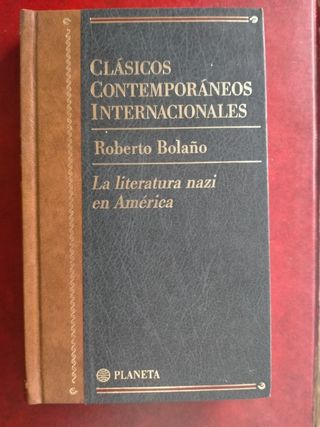 CLÁSICOS
CONTEMPORÁNEOS
INTERNACIONALES
Roberto Bolaño
La literatura nazi
en América
PLANETA